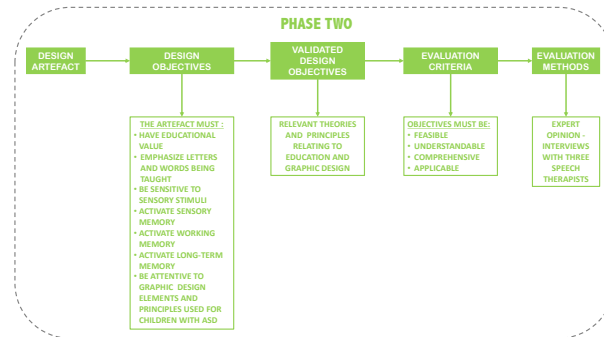 PHASE TWO
DESIGN
ARTEFACT
DESIGN
OBJECTIVES
VALIDATED
DESIGN
OBJECTIVES
EVALUATION
CRITERIA
EVALUATION
METHODS
THE ARTEFACT MUST :
• HAVE EDUCATIONAL
VALUE
• EMPHASIZE LETTERS
AND WORDS BEING
TAUGHT
• BE SENSITIVE TO
SENSORY STIMULI
• ACTIVATE SENSORY
MEMORY
• ACTIVATE WORKING
MEMORY
• ACTIVATE LONG-TERM
MEMORY
• BE ATTENTIVE TO
GRAPHIC DESIGN
ELEMENTS AND
PRINCIPLES USED FOR
CHILDREN WITH ASD
RELEVANT THEORIES
AND PRINCIPLES
RELATING TO
EDUCATION AND
GRAPHIC DESIGN
OBJECTIVES MUST BE:
• FEASIBLE
• UNDERSTANDABLE
• COMPREHENSIVE
• APPLICABLE
EXPERT
OPINION -
INTERVIEWS
WITH THREE
SPEECH
THERAPISTS